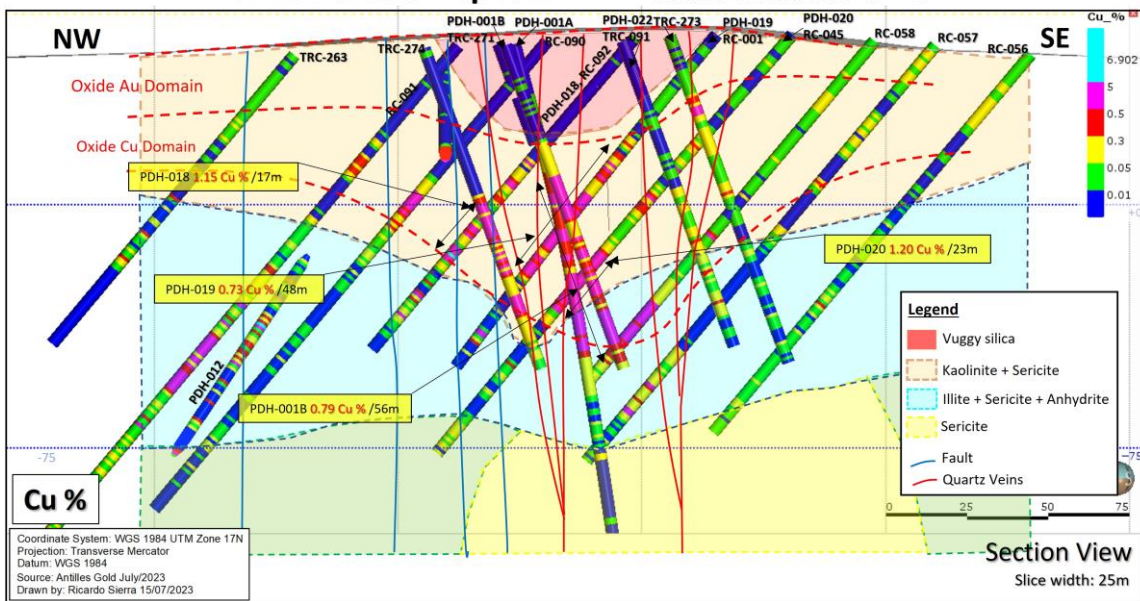 NW
SE
PDH-001B
PDH-001A
PDH-022
TRC-273
PDH-019
PDH-020
Cu_%
TRC-263
TRC-274
TRC-271
RC-090
TRC-091
RC-001
RC-045
RC-058
RC-057
RC-056
6.902
5
0.5
0.3
0.05
0.01
Oxide Au Domain
RC-091
PDH-018, RC-092
Oxide Cu Domain
PDH-018 1.15 Cu % /17m
+0
PDH-020 1.20 Cu % /23m
PDH-019 0.73 Cu % /48m
PDH-012
PDH-001B 0.79 Cu % /56m
Legend
Vuggy silica
Kaolinite + Sericite
Illite + Sericite + Anhydrite
Sericite
Fault
Quartz Veins
-75
-75
0 25 50 75
Cu %
Coordinate System: WGS 1984 UTM Zone 17N
Projection: Transverse Mercator
Datum: WGS 1984
Source: Antilles Gold July/2023
Drawn by: Ricardo Sierra 15/07/2023
Section View
Slice width: 25m